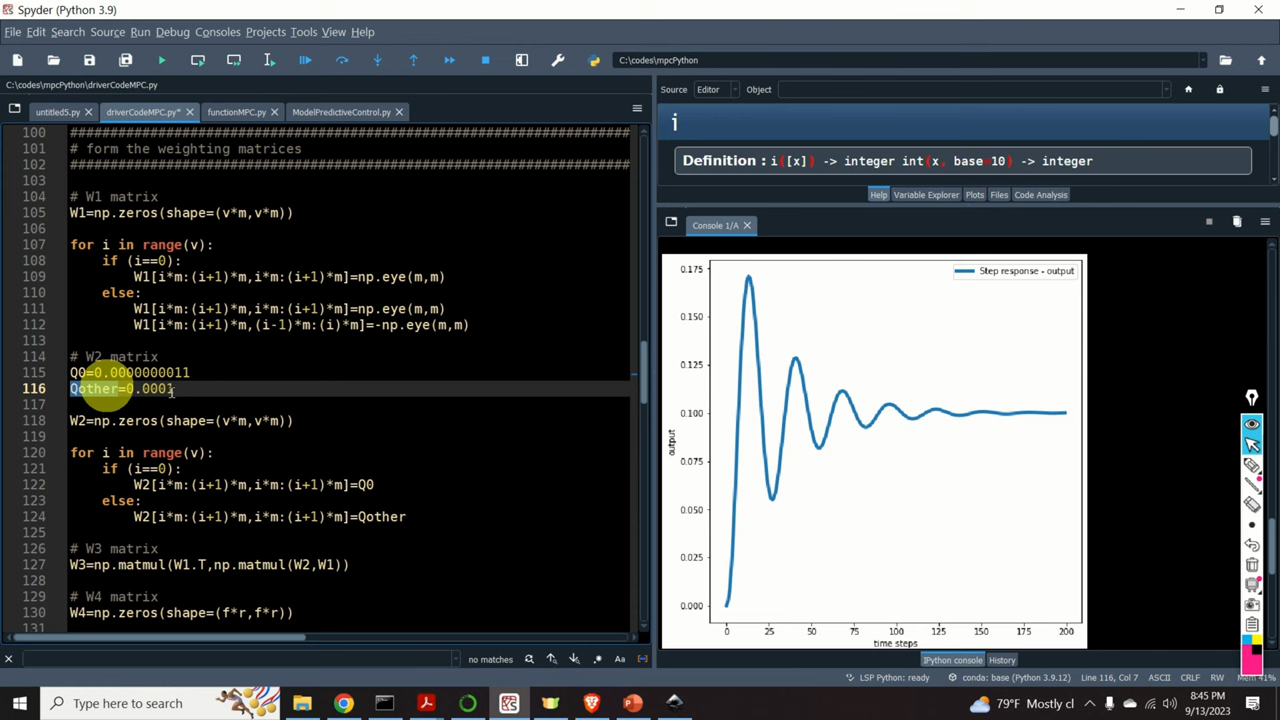 Spyder (Python 3.9)
File Edit Search Source Run Debug Consoles Projects Tools View Help
C:\codes\mpcPython
C:\codes\mpcPython\driverCodeMPC.py
Source Editor Object
untitled5.py driverCodeMPC.py* functionMPC.py ModelPredictiveControl.py
i
Definition : i([x]) -> integer int(x, base=10) -> integer
Help Variable Explorer Plots Files Code Analysis
Console 1/A
100 ######################################################################
101 # form the weighting matrices
102 ######################################################################
103
104 # W1 matrix
105 W1=np.zeros(shape=(v*m,v*m))
106
107 for i in range(v):
108 if (i==0):
109 W1[i*m:(i+1)*m,i*m:(i+1)*m]=np.eye(m,m)
110 else:
111 W1[i*m:(i+1)*m,i*m:(i+1)*m]=np.eye(m,m)
112 W1[i*m:(i+1)*m,(i-1)*m:(i)*m]=-np.eye(m,m)
113
114 # W2 matrix
115 Q0=0.0000000011
116 Qother=0.0001
117
118 W2=np.zeros(shape=(v*m,v*m))
119
120 for i in range(v):
121 if (i==0):
122 W2[i*m:(i+1)*m,i*m:(i+1)*m]=Q0
123 else:
124 W2[i*m:(i+1)*m,i*m:(i+1)*m]=Qother
125
126 # W3 matrix
127 W3=np.matmul(W1.T,np.matmul(W2,W1))
128
129 # W4 matrix
130 W4=np.zeros(shape=(f*r,f*r))
131
Step response - output
0.175
0.150
0.125
0.100
0.075
0.050
0.025
0.000
output
0 25 50 75 100 125 150 175 200
time steps
no matches Aa
IPython console History
LSP Python: ready conda: base (Python 3.9.12) Line 116, Col 7 ASCII CRLF RW Mem 41%
Type here to search
79°F Mostly cl
8:45 PM
9/13/2023